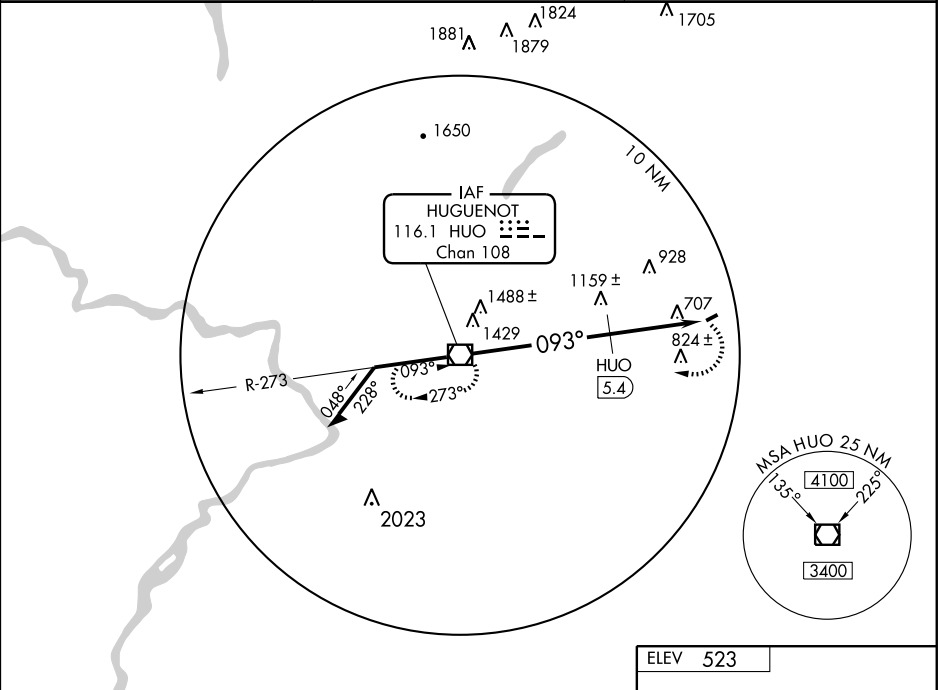 1881
1824
1879
1705
1650
10 NM
IAF
HUGUENOT
116.1 HUO
Chan 108
928
1159 ±
1488 ±
1429
707
824 ±
093°
HUO
5.4
R-273
093°
273°
048°
228°
2023
MSA HUO 25 NM
135°
4100
225°
3400
ELEV 523